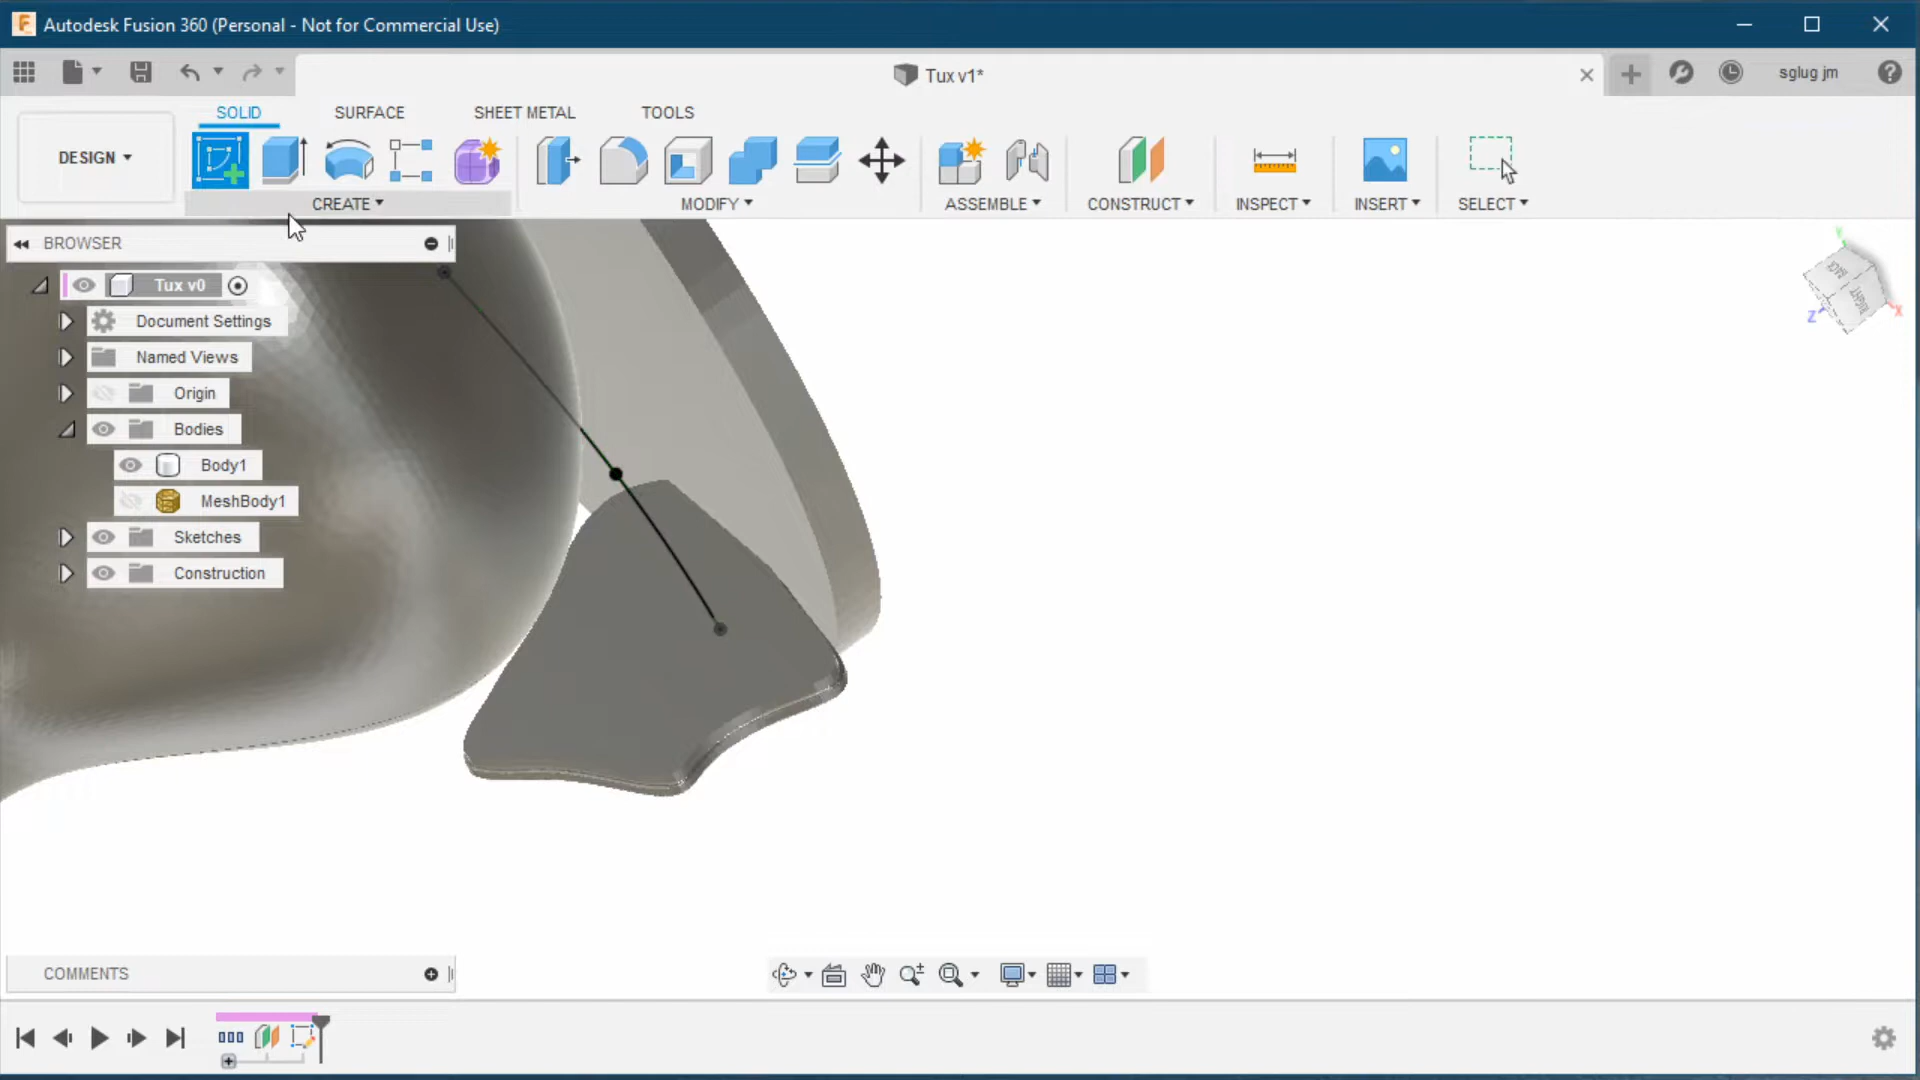 Autodesk Fusion 360 (Personal - Not for Commercial Use)
Tux v1*
sglug jm
SOLID
SURFACE
SHEET METAL
TOOLS
DESIGN
CREATE
MODIFY
ASSEMBLE
CONSTRUCT
INSPECT
INSERT
SELECT
BROWSER
Tux v0
Document Settings
Named Views
Origin
Bodies
Body1
MeshBody1
Sketches
Construction
Y
BACK
RIGHT
Z
X
COMMENTS